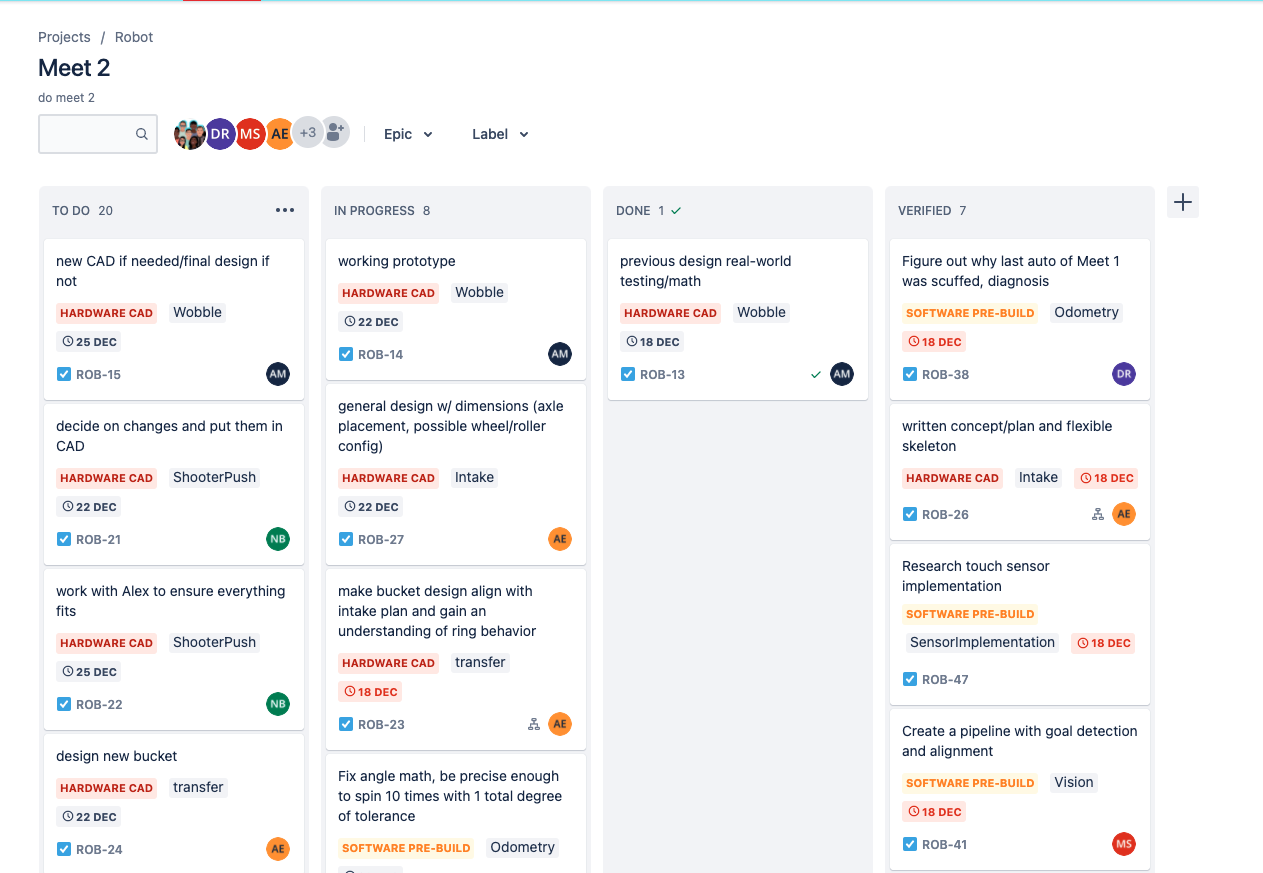 Projects / Robot
Meet 2
do meet 2
DR MS AE +3
Epic
Label
TO DO 20
new CAD if needed/final design if
not
HARDWARE CAD Wobble
25 DEC
ROB-15 AM
decide on changes and put them in
CAD
HARDWARE CAD ShooterPush
22 DEC
ROB-21 NB
work with Alex to ensure everything
fits
HARDWARE CAD ShooterPush
25 DEC
ROB-22 NB
design new bucket
HARDWARE CAD transfer
22 DEC
ROB-24 AE
IN PROGRESS 8
working prototype
HARDWARE CAD Wobble
22 DEC
ROB-14 AM
general design w/ dimensions (axle
placement, possible wheel/roller
config)
HARDWARE CAD Intake
22 DEC
ROB-27 AE
make bucket design align with
intake plan and gain an
understanding of ring behavior
HARDWARE CAD transfer
18 DEC
ROB-23 AE
Fix angle math, be precise enough
to spin 10 times with 1 total degree
of tolerance
SOFTWARE PRE-BUILD Odometry
DONE 1
previous design real-world
testing/math
HARDWARE CAD Wobble
18 DEC
ROB-13 AM
VERIFIED 7
Figure out why last auto of Meet 1
was scuffed, diagnosis
SOFTWARE PRE-BUILD Odometry
18 DEC
ROB-38 DR
written concept/plan and flexible
skeleton
HARDWARE CAD Intake 18 DEC
ROB-26 AE
Research touch sensor
implementation
SOFTWARE PRE-BUILD
SensorImplementation 18 DEC
ROB-47
Create a pipeline with goal detection
and alignment
SOFTWARE PRE-BUILD Vision
18 DEC
ROB-41 MS